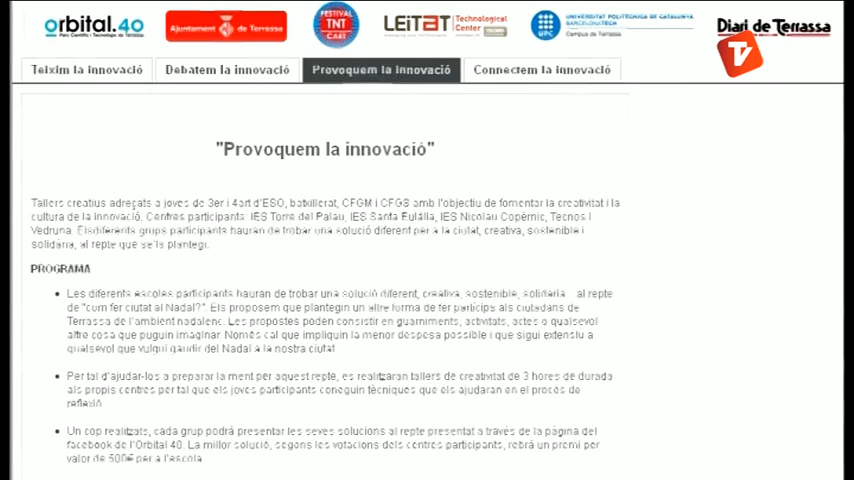 orbital.40
Parc Científic i Tecnològic de Terrassa
Ajuntament de Terrassa
FESTIVAL
TNT
CAET
LEITAT
Technological
Center
UPC
UNIVERSITAT POLITÈCNICA DE CATALUNYA
BARCELONATECH
Campus de Terrassa
Diari de Terrassa
TV
Teixim la innovació
Debatem la innovació
Provoquem la innovació
Connectem la innovació
"Provoquem la innovació"
Tallers creatius adreçats a joves de 3er i 4art d'ESO, batxillerat, CFGM i CFGS amb l'objectiu de fomentar la creativitat i la
cultura de la innovació. Centres participants: IES Torre del Palau, IES Santa Eulàlia, IES Nicolau Copèrnic, Tecnos i
Vedruna. Elsdiferents grups participants hauran de trobar una solució diferent per a la ciutat, creativa, sostenible i
solidària, al repte que se'ls plantegi.
PROGRAMA
• Les diferents escoles participants hauran de trobar una solució diferent, creativa, sostenible, solidària... al repte
de "com fer ciutat al Nadal?". Els proposem que plantegin un altre forma de fer partícips als ciutadans de
Terrassa de l'ambient nadalenc. Les propostes poden consistir en guarniments, activitats, actes o qualsevol
altre cosa que puguin imaginar. Només cal que impliquin la menor despesa possible i que sigui extensiu a
qualsevol que vulgui gaudir del Nadal a la nostra ciutat.
• Per tal d'ajudar-los a preparar la ment per aquest repte, es realitzaran tallers de creativitat de 3 hores de durada
als propis centres per tal que els joves participants coneguin tècniques que els ajudaran en el procés de
reflexió.
• Un cop realitzats, cada grup podrà presentar les seves solucions al repte presentat a través de la pàgina del
facebook de l'Orbital 40. La millor solució, segons les votacions dels centres participants, rebrà un premi per
valor de 500€ per a l'escola.